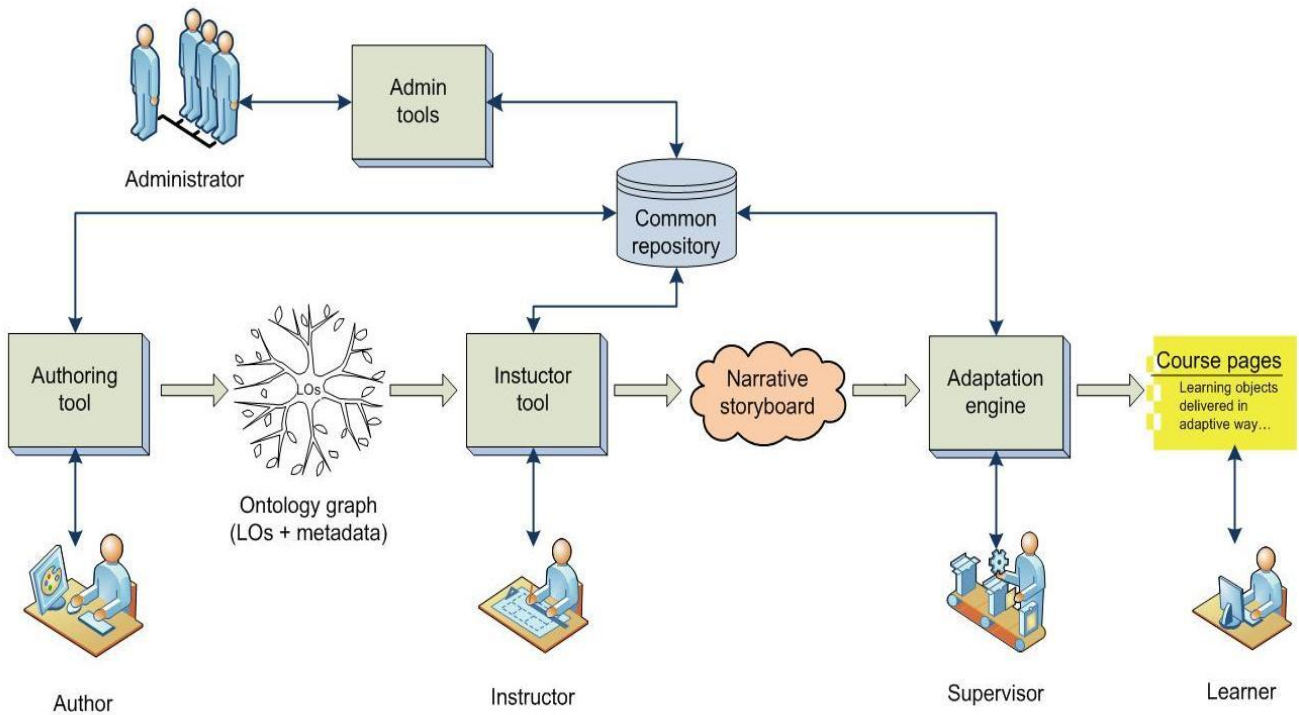 Admin
tools
Administrator
Common
repository
Authoring
tool
LOs
Instuctor
tool
Narrative
storyboard
Adaptation
engine
Course pages
Learning objects
delivered in
adaptive way...
Ontology graph
(LOs + metadata)
Author
Instructor
Supervisor
Learner